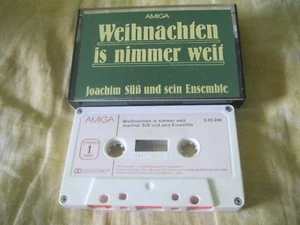 AMIGA
Weihnachten
is nimmer weit
Joachim Süß und sein Ensemble
AMIGA
Weihnachten is nimmer weit
Joachim Süß und sein Ensemble
1